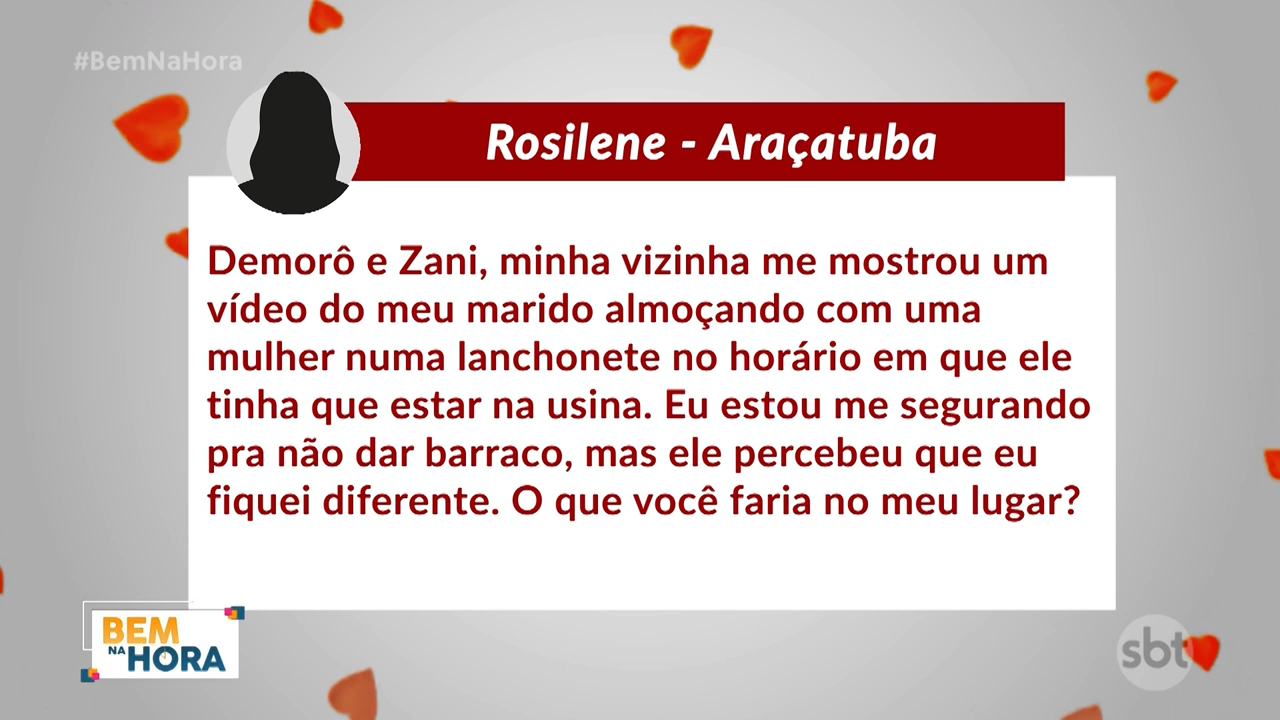 #BemNaHora
Rosilene - Araçatuba
Demorô e Zani, minha vizinha me mostrou um
vídeo do meu marido almoçando com uma
mulher numa lanchonete no horário em que ele
tinha que estar na usina. Eu estou me segurando
pra não dar barraco, mas ele percebeu que eu
fiquei diferente. O que você faria no meu lugar?
BEM
NA HORA
sbt